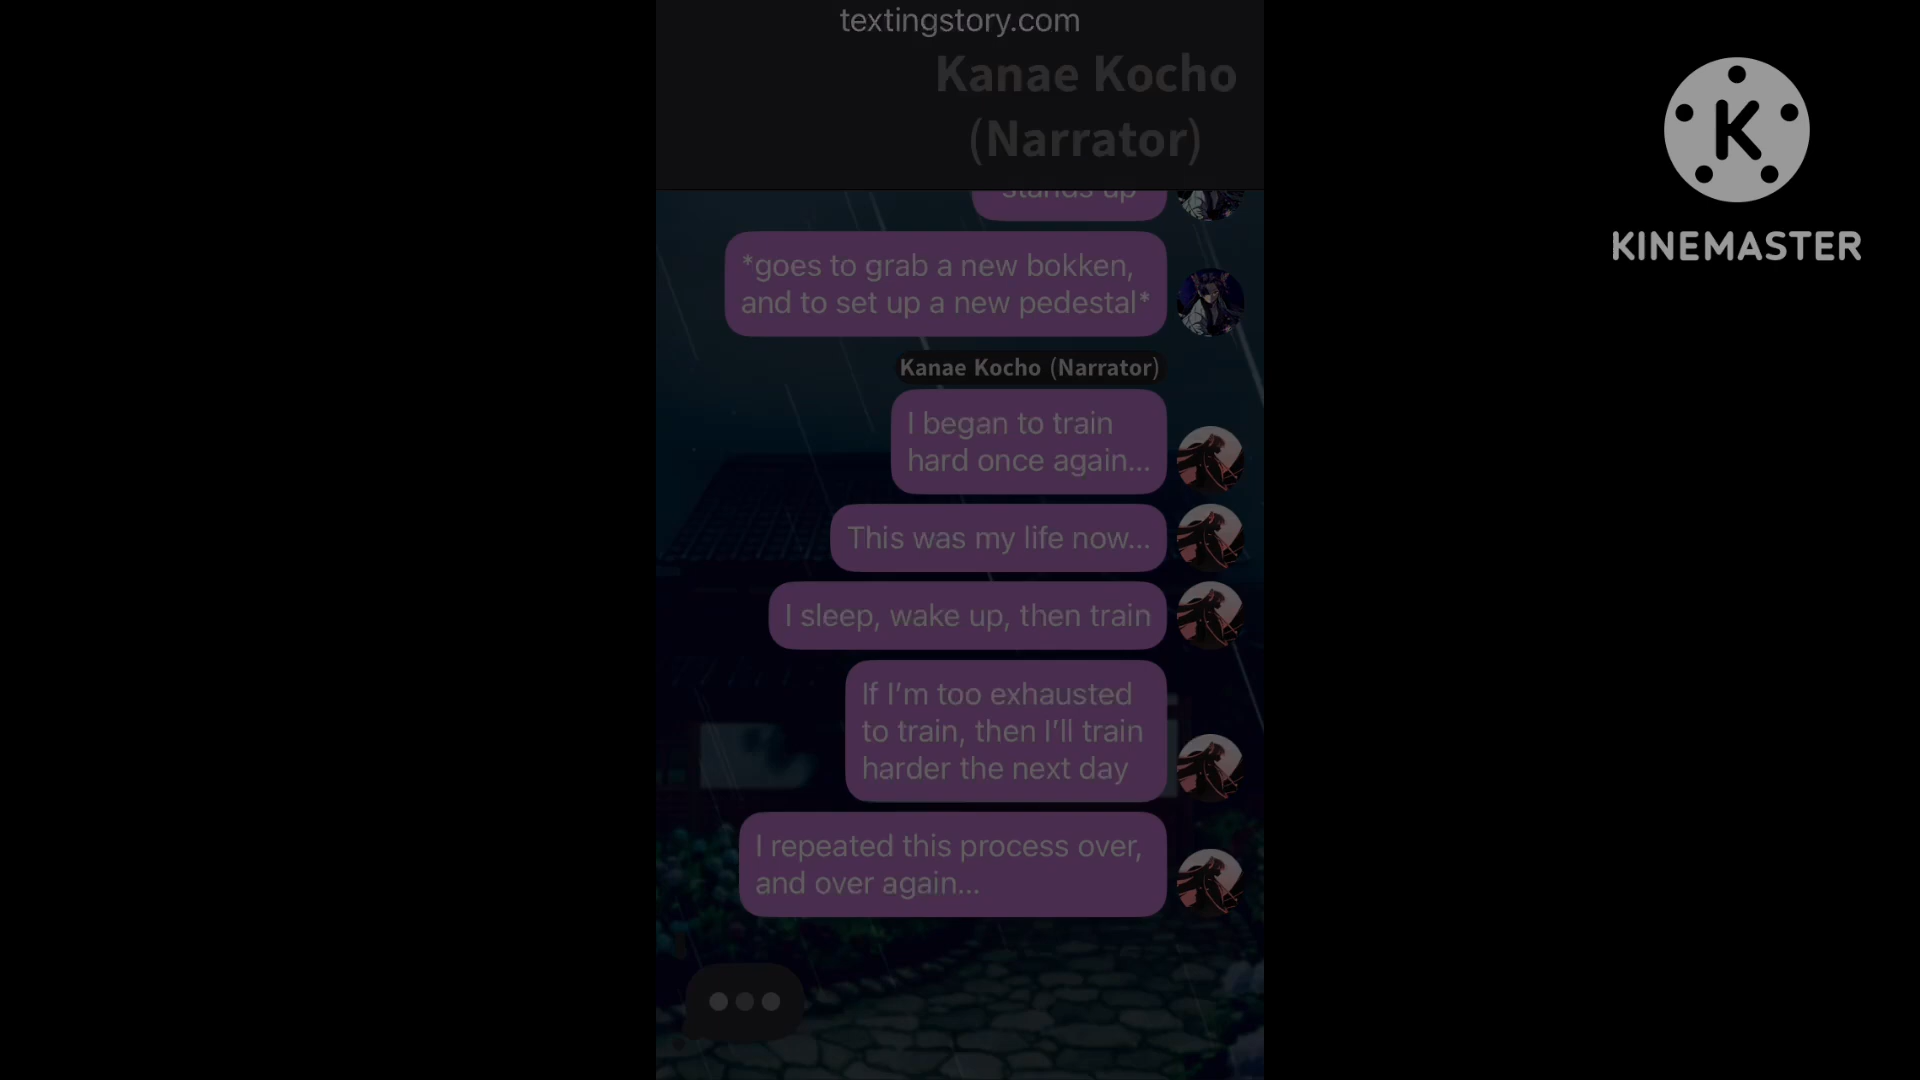 textingstory.com
Kanae Kocho
(Narrator)
stands up
*goes to grab a new bokken,
and to set up a new pedestal*
Kanae Kocho (Narrator)
I began to train
hard once again...
This was my life now...
I sleep, wake up, then train
If I’m too exhausted
to train, then I’ll train
harder the next day
I repeated this process over,
and over again...
K
KINEMASTER